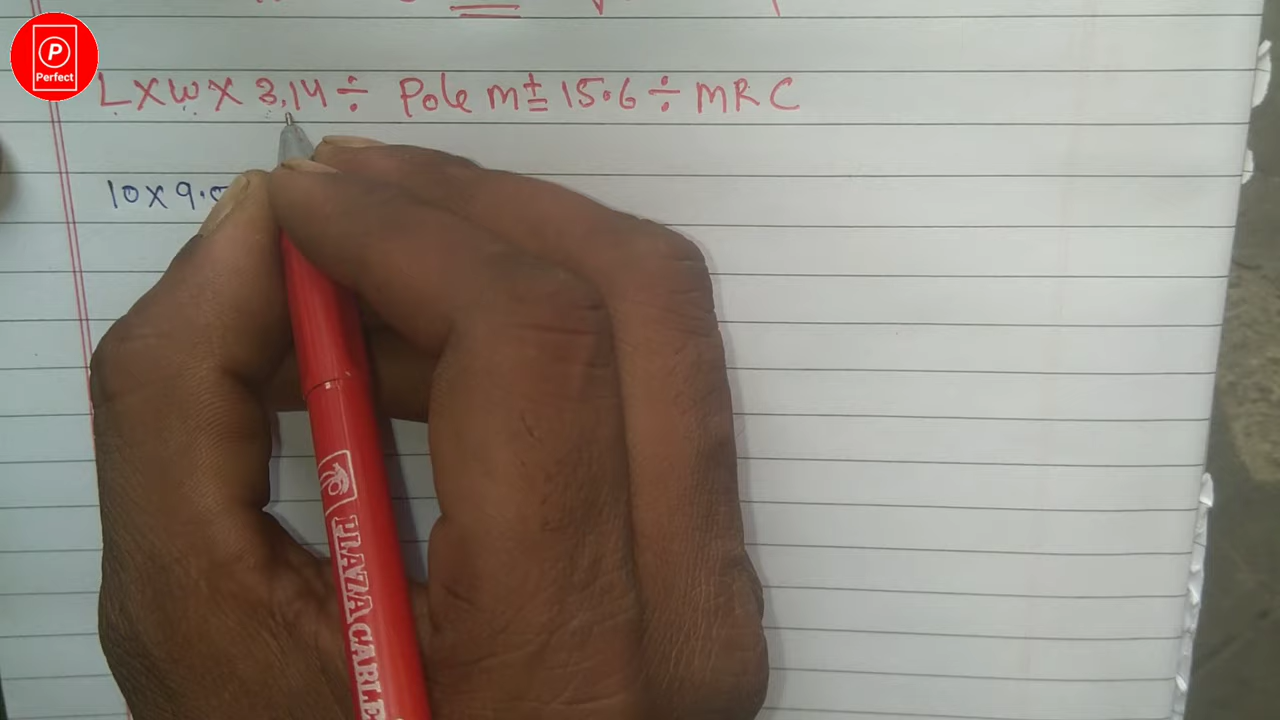 P
Perfect
L X W X 3,14 ÷ Pole M ± 15.6 ÷ MRC
10 X 9.
PLAZA CABLE